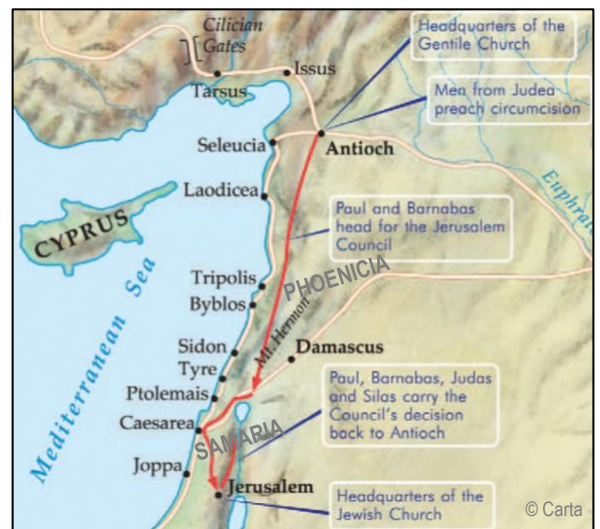 Cilician
Gates
Headquarters of the
Gentile Church
Issus
Tarsus
Men from Judea
preach circumcision
Seleucia
Antioch
Laodicea
Euphrat
CYPRUS
Paul and Barnabas
head for the Jerusalem
Council
Mediterranean Sea
Tripolis
PHOENICIA
Byblos
Mt. Hermon
Sidon
Damascus
Tyre
Ptolemais
Paul, Barnabas, Judas
and Silas carry the
Council's decision
back to Antioch
Caesarea
SAMARIA
Joppa
Jerusalem
Headquarters of the
Jewish Church
© Carta